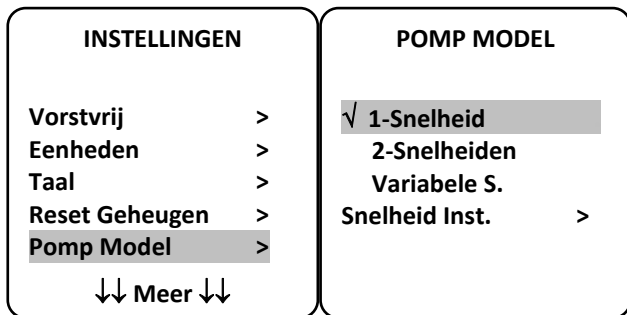 INSTELLINGEN
Vorstvrij >
Eenheden >
Taal >
Reset Geheugen >
Pomp Model >
↓↓ Meer ↓↓
POMP MODEL
√ 1-Snelheid
2-Snelheiden
Variabele S.
Snelheid Inst. >